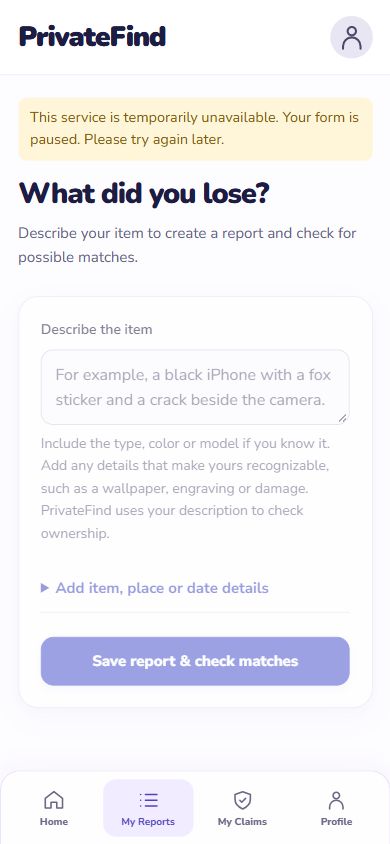 PrivateFind
This service is temporarily unavailable. Your form is
paused. Please try again later.
What did you lose?
Describe your item to create a report and check for
possible matches.
Describe the item
For example, a black iPhone with a fox
sticker and a crack beside the camera.
Include the type, color or model if you know it.
Add any details that make yours recognizable,
such as a wallpaper, engraving or damage.
PrivateFind uses your description to check
ownership.
Add item, place or date details
Save report & check matches
Home
My Reports
My Claims
Profile